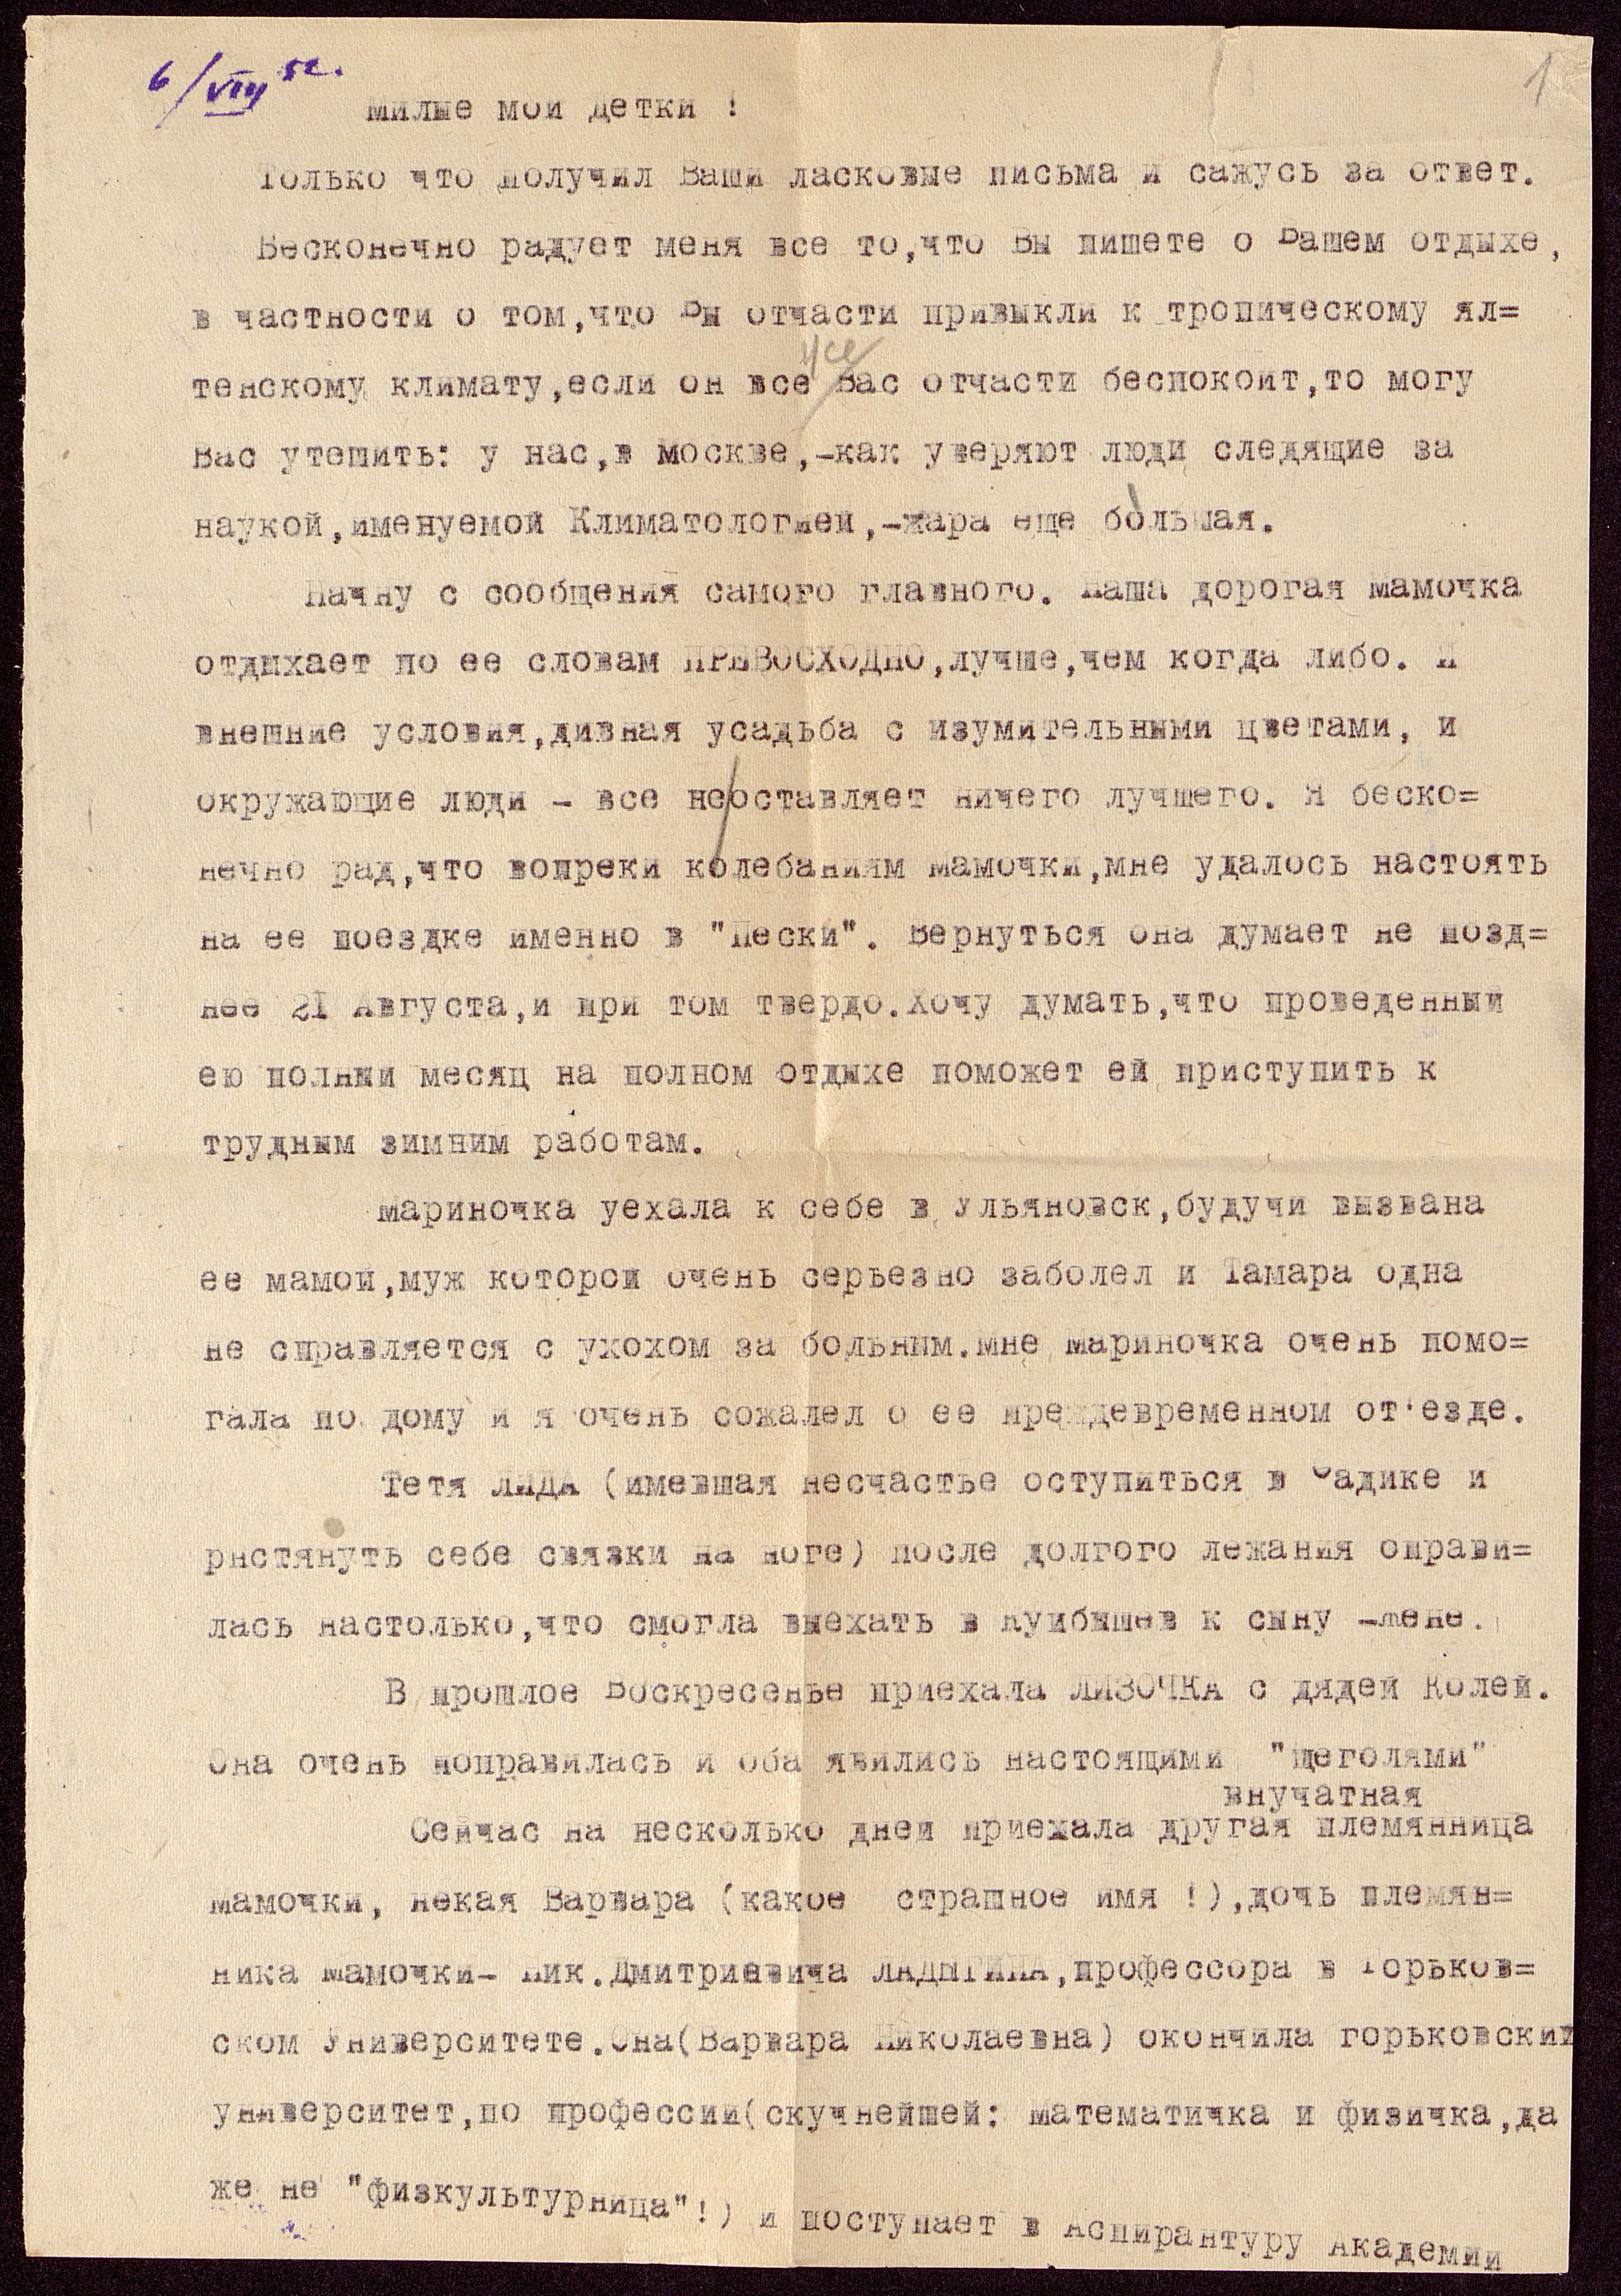 6/VIII 52.
1
Милые мои детки !
Только что получил Ваши ласковые письма и сажусь за ответ.
Бесконечно радует меня все то,что Вы пишете о Вашем отдыхе,
в частности о том,что Вы отчасти привыкли к тропическому ял=
же
тенскому климату,если он все Вас отчасти беспокоит,то могу
Вас утешить: у нас,в Москве,-как уверяют люди следящие за
наукой,именуемой Климатологией,-жара еще бо́льшая.
Начну с сообщения самого главного. Наша дорогая Мамочка
отдыхает по ее словам ПРЕВОСХОДНО,лучше,чем когда либо. И
внешние условия,дивная усадьба с изумительными цветами, и
окружающие люди - все не/оставляет ничего лучшего. Я беско=
нечно рад,что вопреки колебаниям Мамочки,мне удалось настоять
на ее поездке именно в "Пески". Вернуться она думает не позд=
нее 21 Августа,и при том твердо.Хочу думать,что проведенный
ею полный месяц на полном отдыхе поможет ей приступить к
трудным зимним работам.
Мариночка уехала к себе в Ульяновск,будучи вызвана
ее мамой,муж которой очень серьезно заболел и Тамара одна
не справляется с ухохом за больным.Мне Мариночка очень помо=
гала по дому и я очень сожалел о ее преждевременном от'езде.
Тетя ЛИДА (имевшая несчастье оступиться в Садике и
рнстянуть себе связки на ноге) после долгого лежания оправи=
лась настолько,что смогла выехать в Куйбышев к сыну -Жене.
В прошлое Воскресенье приехала ЛИЗОЧКА с дядей Колей.
Она очень поправилась и оба явились настоящими "щеголями"
внучатная
Сейчас на несколько дней приехала другая племянница
Мамочки, некая Варвара (какое страшное имя !),дочь племян=
ника Мамочки- Ник.Дмитриевича ЛАДЫГИНА,профессора в Горьков=
ском Университете.Она(Варвара Николаевна) окончила горьковский
университет,по профессии(скучнейшей: математичка и физичка,да
же не "физкультурница"!) и поступает в Аспирантуру Академии